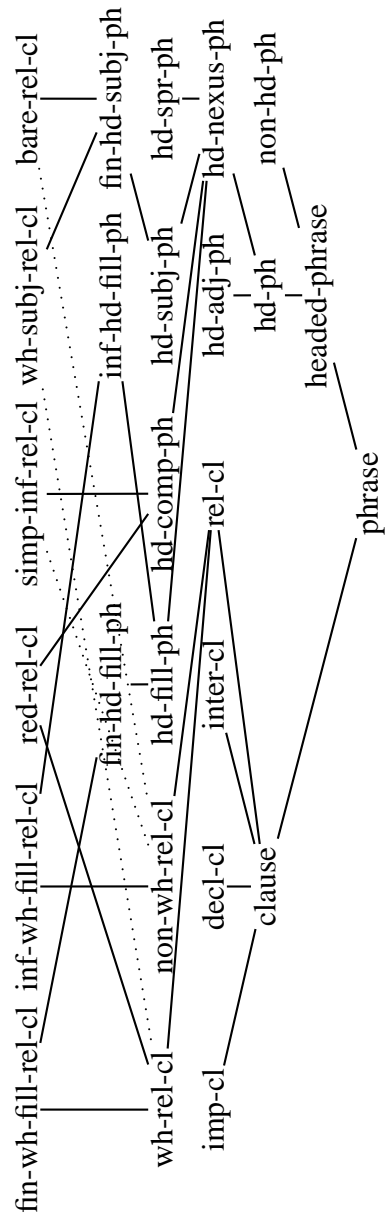 fin-wh-fill-rel-cl inf-wh-fill-rel-cl red-rel-cl simp-inf-rel-cl wh-subj-rel-cl bare-rel-cl
fin-hd-fill-ph inf-hd-fill-ph fin-hd-subj-ph
wh-rel-cl non-wh-rel-cl hd-fill-ph hd-comp-ph hd-subj-ph hd-spr-ph
imp-cl decl-cl inter-cl rel-cl hd-adj-ph hd-nexus-ph
clause hd-ph non-hd-ph
headed-phrase
phrase